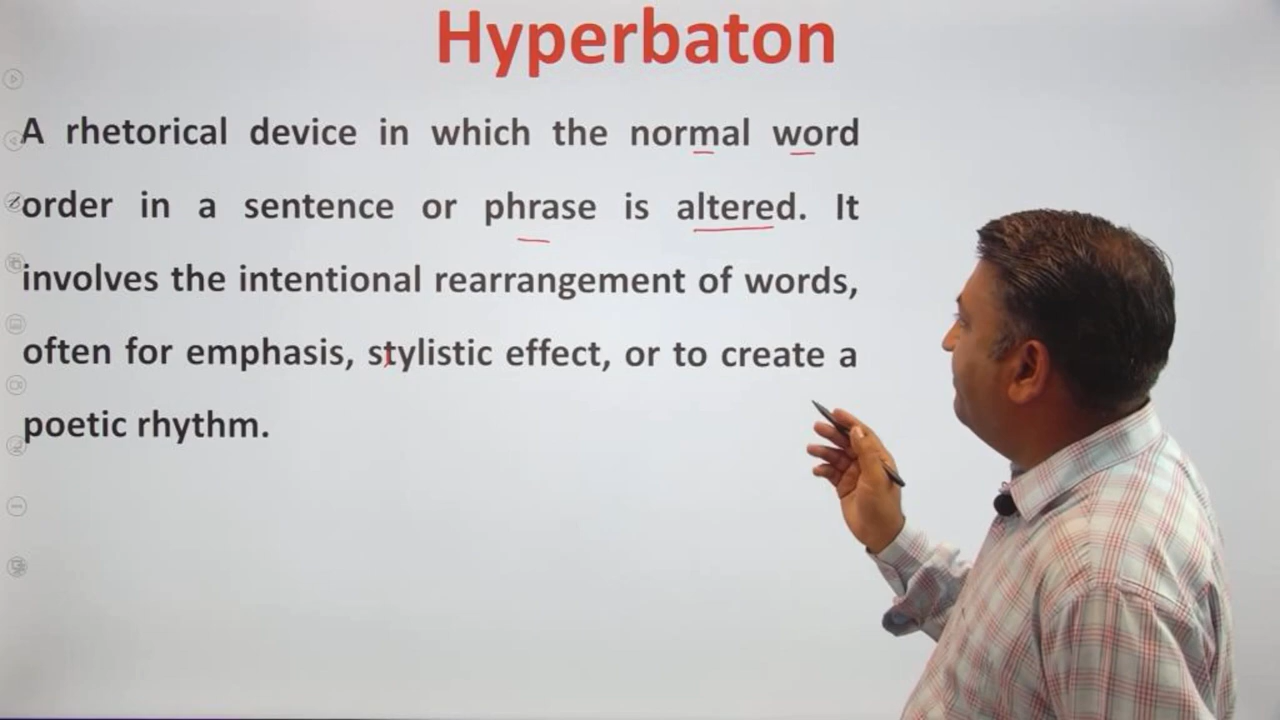 Hyperbaton
A rhetorical device in which the normal word
order in a sentence or phrase is altered. It
involves the intentional rearrangement of words,
often for emphasis, stylistic effect, or to create a
poetic rhythm.